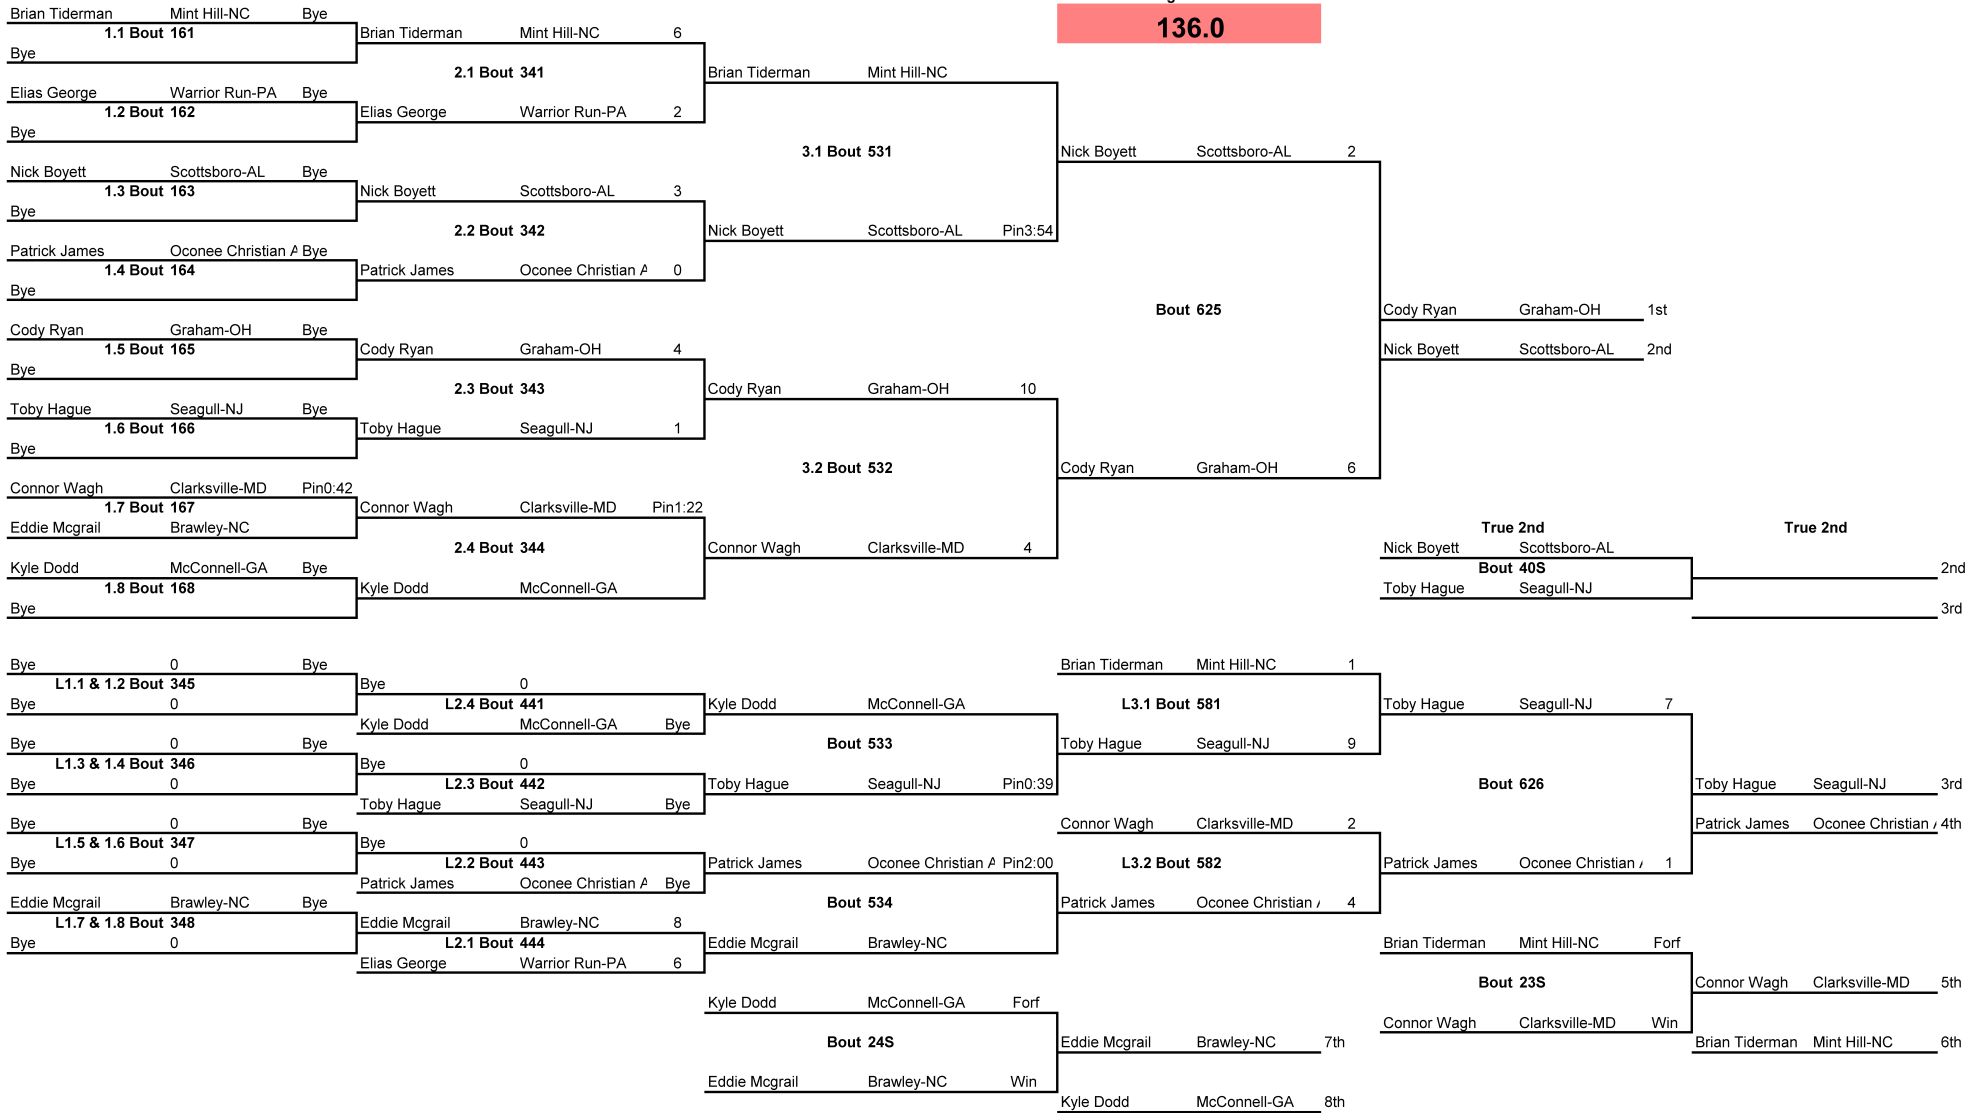 136.0
Brian Tiderman Mint Hill-NC Bye
1.1 Bout 161
Bye
Elias George Warrior Run-PA Bye
1.2 Bout 162
Bye
Nick Boyett Scottsboro-AL Bye
1.3 Bout 163
Bye
Patrick James Oconee Christian A Bye
1.4 Bout 164
Bye
Cody Ryan Graham-OH Bye
1.5 Bout 165
Bye
Toby Hague Seagull-NJ Bye
1.6 Bout 166
Bye
Connor Wagh Clarksville-MD Pin0:42
1.7 Bout 167
Eddie Mcgrail Brawley-NC
Kyle Dodd McConnell-GA Bye
1.8 Bout 168
Bye
Brian Tiderman Mint Hill-NC 6
2.1 Bout 341
Elias George Warrior Run-PA 2
Nick Boyett Scottsboro-AL 3
2.2 Bout 342
Patrick James Oconee Christian A 0
Cody Ryan Graham-OH 4
2.3 Bout 343
Toby Hague Seagull-NJ 1
Connor Wagh Clarksville-MD Pin1:22
2.4 Bout 344
Kyle Dodd McConnell-GA
Brian Tiderman Mint Hill-NC
3.1 Bout 531
Nick Boyett Scottsboro-AL Pin3:54
Cody Ryan Graham-OH 10
3.2 Bout 532
Connor Wagh Clarksville-MD 4
Nick Boyett Scottsboro-AL 2
Bout 625
Cody Ryan Graham-OH 6
Cody Ryan Graham-OH 1st
Nick Boyett Scottsboro-AL 2nd
True 2nd True 2nd
Nick Boyett Scottsboro-AL
Bout 40S
Toby Hague Seagull-NJ
2nd
3rd
Bye 0 Bye
L1.1 & 1.2 Bout 345
Bye 0
Bye 0 Bye
L1.3 & 1.4 Bout 346
Bye 0
Bye 0 Bye
L1.5 & 1.6 Bout 347
Bye 0
Eddie Mcgrail Brawley-NC Bye
L1.7 & 1.8 Bout 348
Bye 0
Bye 0
L2.4 Bout 441
Kyle Dodd McConnell-GA Bye
Bye 0
L2.3 Bout 442
Toby Hague Seagull-NJ Bye
Bye 0
L2.2 Bout 443
Patrick James Oconee Christian A Bye
Eddie Mcgrail Brawley-NC 8
L2.1 Bout 444
Elias George Warrior Run-PA 6
Kyle Dodd McConnell-GA
Bout 533
Toby Hague Seagull-NJ Pin0:39
Patrick James Oconee Christian A Pin2:00
Bout 534
Eddie Mcgrail Brawley-NC
Kyle Dodd McConnell-GA Forf
Bout 24S
Eddie Mcgrail Brawley-NC Win
Brian Tiderman Mint Hill-NC 1
L3.1 Bout 581
Toby Hague Seagull-NJ 9
Connor Wagh Clarksville-MD 2
L3.2 Bout 582
Patrick James Oconee Christian 4
Eddie Mcgrail Brawley-NC 7th
Kyle Dodd McConnell-GA 8th
Toby Hague Seagull-NJ 7
Bout 626
Patrick James Oconee Christian 1
Brian Tiderman Mint Hill-NC Forf
Bout 23S
Connor Wagh Clarksville-MD Win
Toby Hague Seagull-NJ 3rd
Patrick James Oconee Christian 4th
Connor Wagh Clarksville-MD 5th
Brian Tiderman Mint Hill-NC 6th